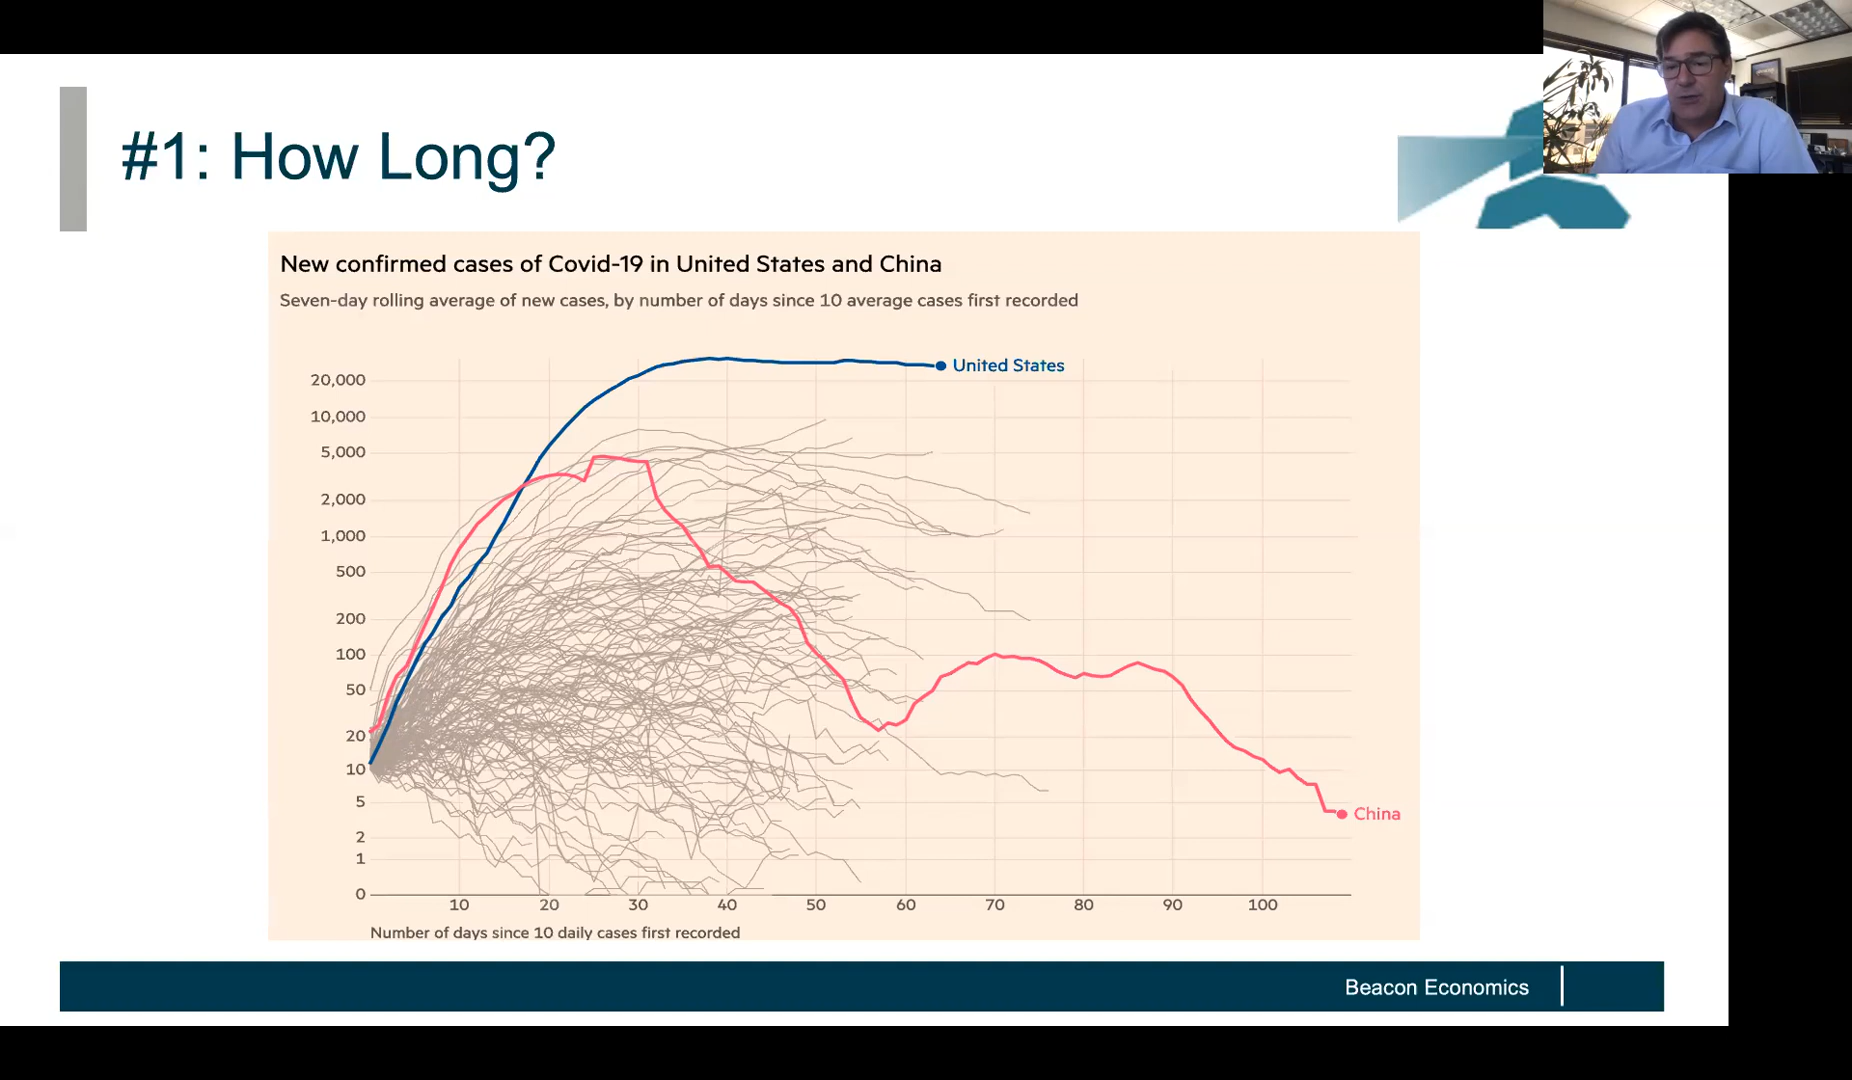 #1: How Long?
New confirmed cases of Covid-19 in United States and China
Seven-day rolling average of new cases, by number of days since 10 average cases first recorded
United States
20,000
10,000
5,000
2,000
1,000
500
200
100
50
20
10
5
China
2
1
0
10 20 30 40 50 60 70 80 90 100
Number of days since 10 daily cases first recorded
Beacon Economics